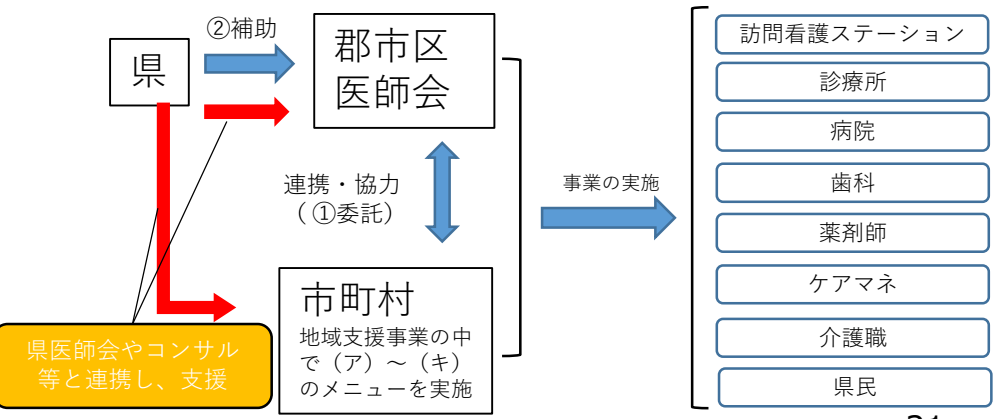 県
②補助
郡市区
医師会
連携・協力
（①委託）
市町村
地域支援事業の中
で（ア）～（キ）
のメニューを実施
県医師会やコンサル
等と連携し、支援
事業の実施
訪問看護ステーション
診療所
病院
歯科
薬剤師
ケアマネ
介護職
県民